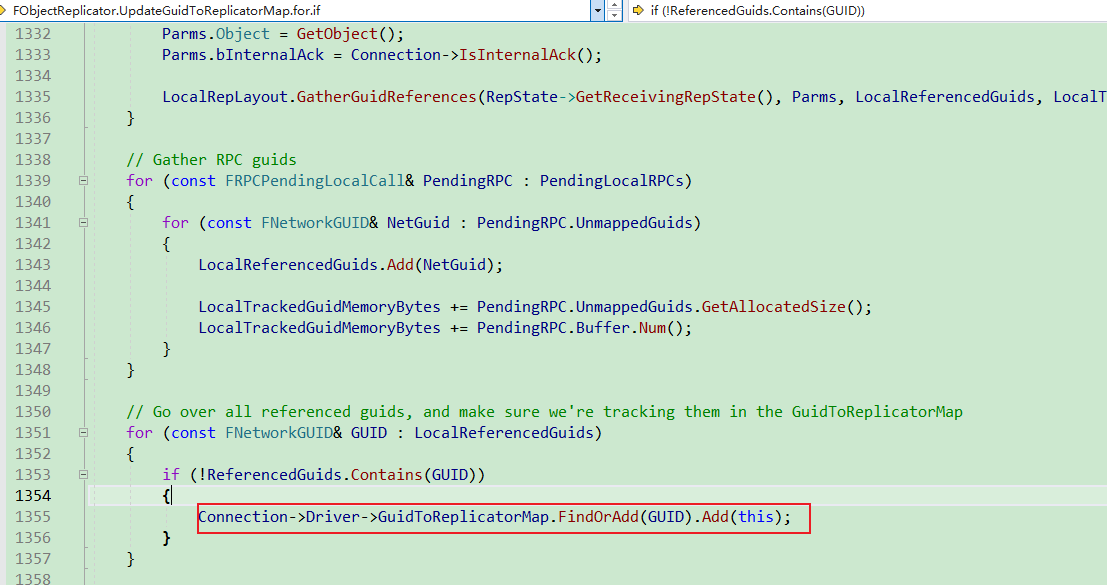 FObjectReplicator.UpdateGuidToReplicatorMap.for.if if (!ReferencedGuids.Contains(GUID))
1332 Parms.Object = GetObject();
1333 Parms.bInternalAck = Connection->IsInternalAck();
1334
1335 LocalRepLayout.GatherGuidReferences(RepState->GetReceivingRepState(), Parms, LocalReferencedGuids, LocalT
1336 }
1337
1338 // Gather RPC guids
1339 for (const FRPCPendingLocalCall& PendingRPC : PendingLocalRPCs)
1340 {
1341 for (const FNetworkGUID& NetGuid : PendingRPC.UnmappedGuids)
1342 {
1343 LocalReferencedGuids.Add(NetGuid);
1344
1345 LocalTrackedGuidMemoryBytes += PendingRPC.UnmappedGuids.GetAllocatedSize();
1346 LocalTrackedGuidMemoryBytes += PendingRPC.Buffer.Num();
1347 }
1348 }
1349
1350 // Go over all referenced guids, and make sure we're tracking them in the GuidToReplicatorMap
1351 for (const FNetworkGUID& GUID : LocalReferencedGuids)
1352 {
1353 if (!ReferencedGuids.Contains(GUID))
1354 {
1355 Connection->Driver->GuidToReplicatorMap.FindOrAdd(GUID).Add(this);
1356 }
1357 }
1358